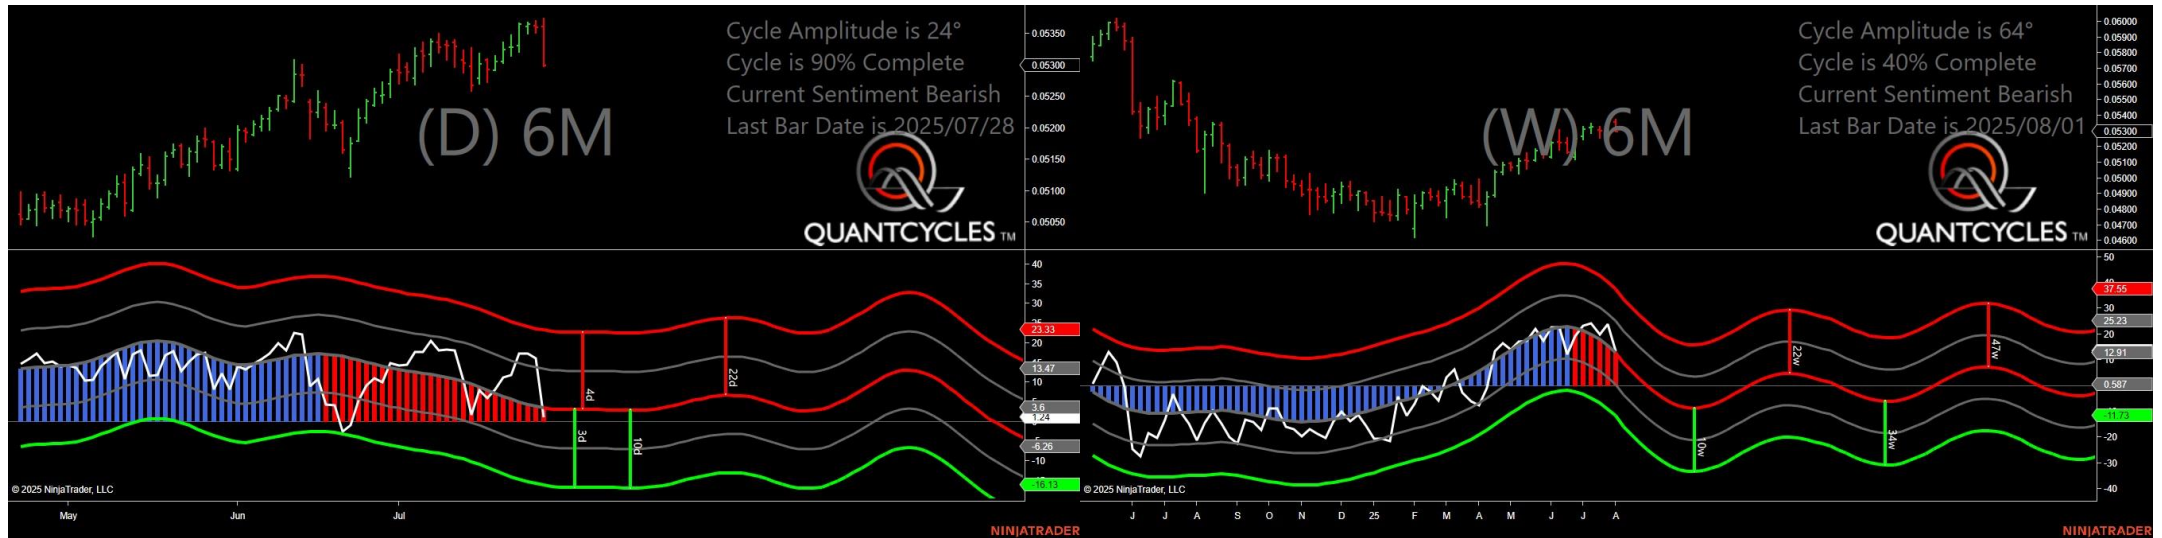 Cycle Amplitude is 24°
Cycle is 90% Complete
Current Sentiment Bearish
Last Bar Date is 2025/07/28
(D) 6M
QUANTCYCLES TM
0.05350
0.05300
0.05250
0.05200
0.05150
0.05100
0.05050
40
35
30
25
23.33
20
15
13.47
10
3.6
1.24
-6.26
-10
-16.13
4d
22d
3d
10d
© 2025 NinjaTrader, LLC
May Jun Jul
NINJATRADER
Cycle Amplitude is 64°
Cycle is 40% Complete
Current Sentiment Bearish
Last Bar Date is 2025/08/01
(W) 6M
QUANTCYCLES TM
0.06000
0.05900
0.05800
0.05700
0.05600
0.05500
0.05400
0.05300
0.05200
0.05100
0.05000
0.04900
0.04800
0.04700
0.04600
50
37.55
30
25.23
20
12.91
10
0.587
-11.73
-20
-30
-40
22w
47w
10w
34w
© 2025 NinjaTrader, LLC
J J A S O N D 25 F M A M J J A
NINJATRADER